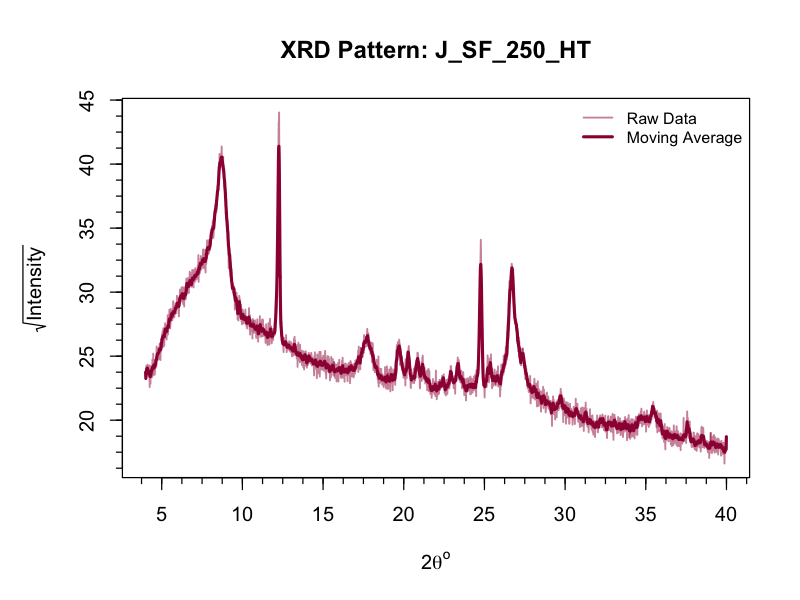 XRD Pattern: J_SF_250_HT
Raw Data
Moving Average
45
40
35
30
25
20
√Intensity
5 10 15 20 25 30 35 40
2θ°